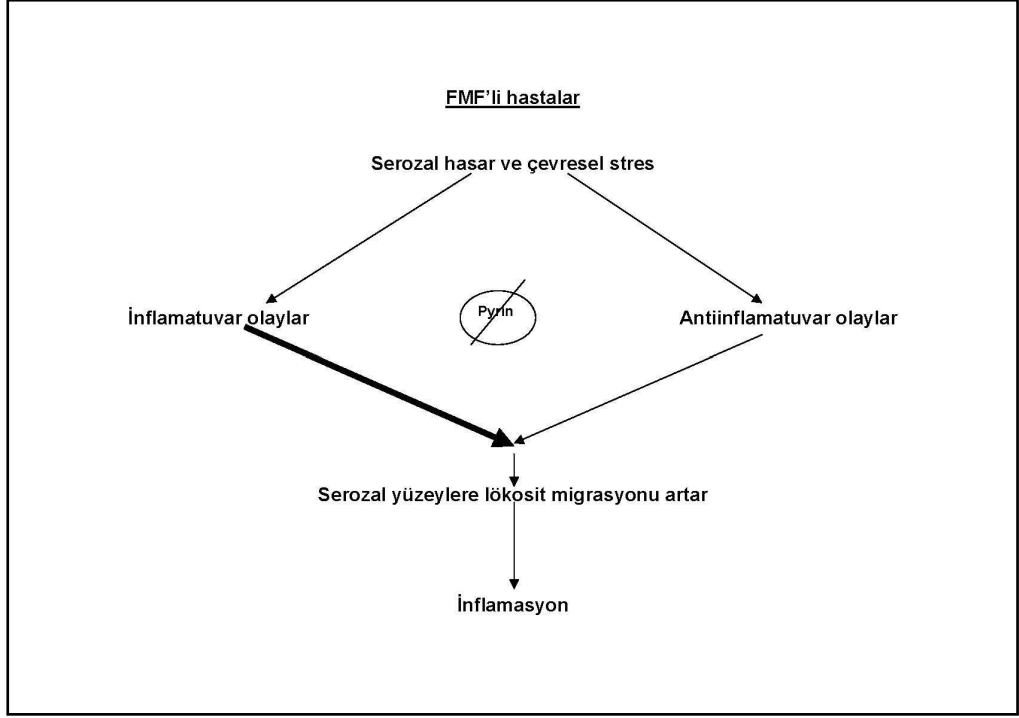 FMF'li hastalar
Serozal hasar ve çevresel stres
İnflamatuvar olaylar
Pyrin
Antiinflamatuvar olaylar
Serozal yüzeylere lökosit migrasyonu artar
İnflamasyon